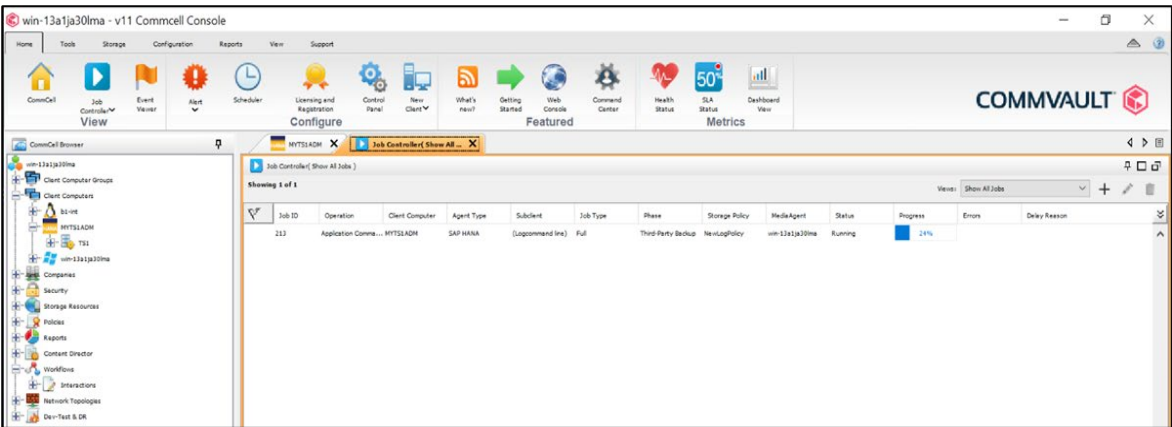 win-13a1ja30lma - v11 Commcell Console
Home Tools Storage Configuration Reports View Support
CommCell Job Controller Event Viewer Alert Scheduler Licensing and Registration Control Panel New Client What's new? Getting Started Web Console Command Center Health Status 50% SLA Status Dashboard View
View Configure Featured Metrics
COMMVAULT
CommCell Browser
MYTS1ADM X Job Controller( Show All ... X
win-13a1ja30lma
Client Computer Groups
Client Computers
MYTS1ADM
TS1
win-13a1ja30lma
Companies
Security
Storage Resources
Policies
Reports
Content Director
Workflows
Interactions
Network Topologies
Dev-Test & DR
Job Controller( Show All Jobs )
Showing 1 of 1 Views: Show All Jobs
Job ID Operation Client Computer Agent Type Subclient Job Type Phase Storage Policy MediaAgent Status Progress Errors Delay Reason
213 Application Comma... MYTS1ADM SAP HANA (Logcommand line) Full Third-Party Backup NewLogPolicy win-13a1ja30lma Running 24%